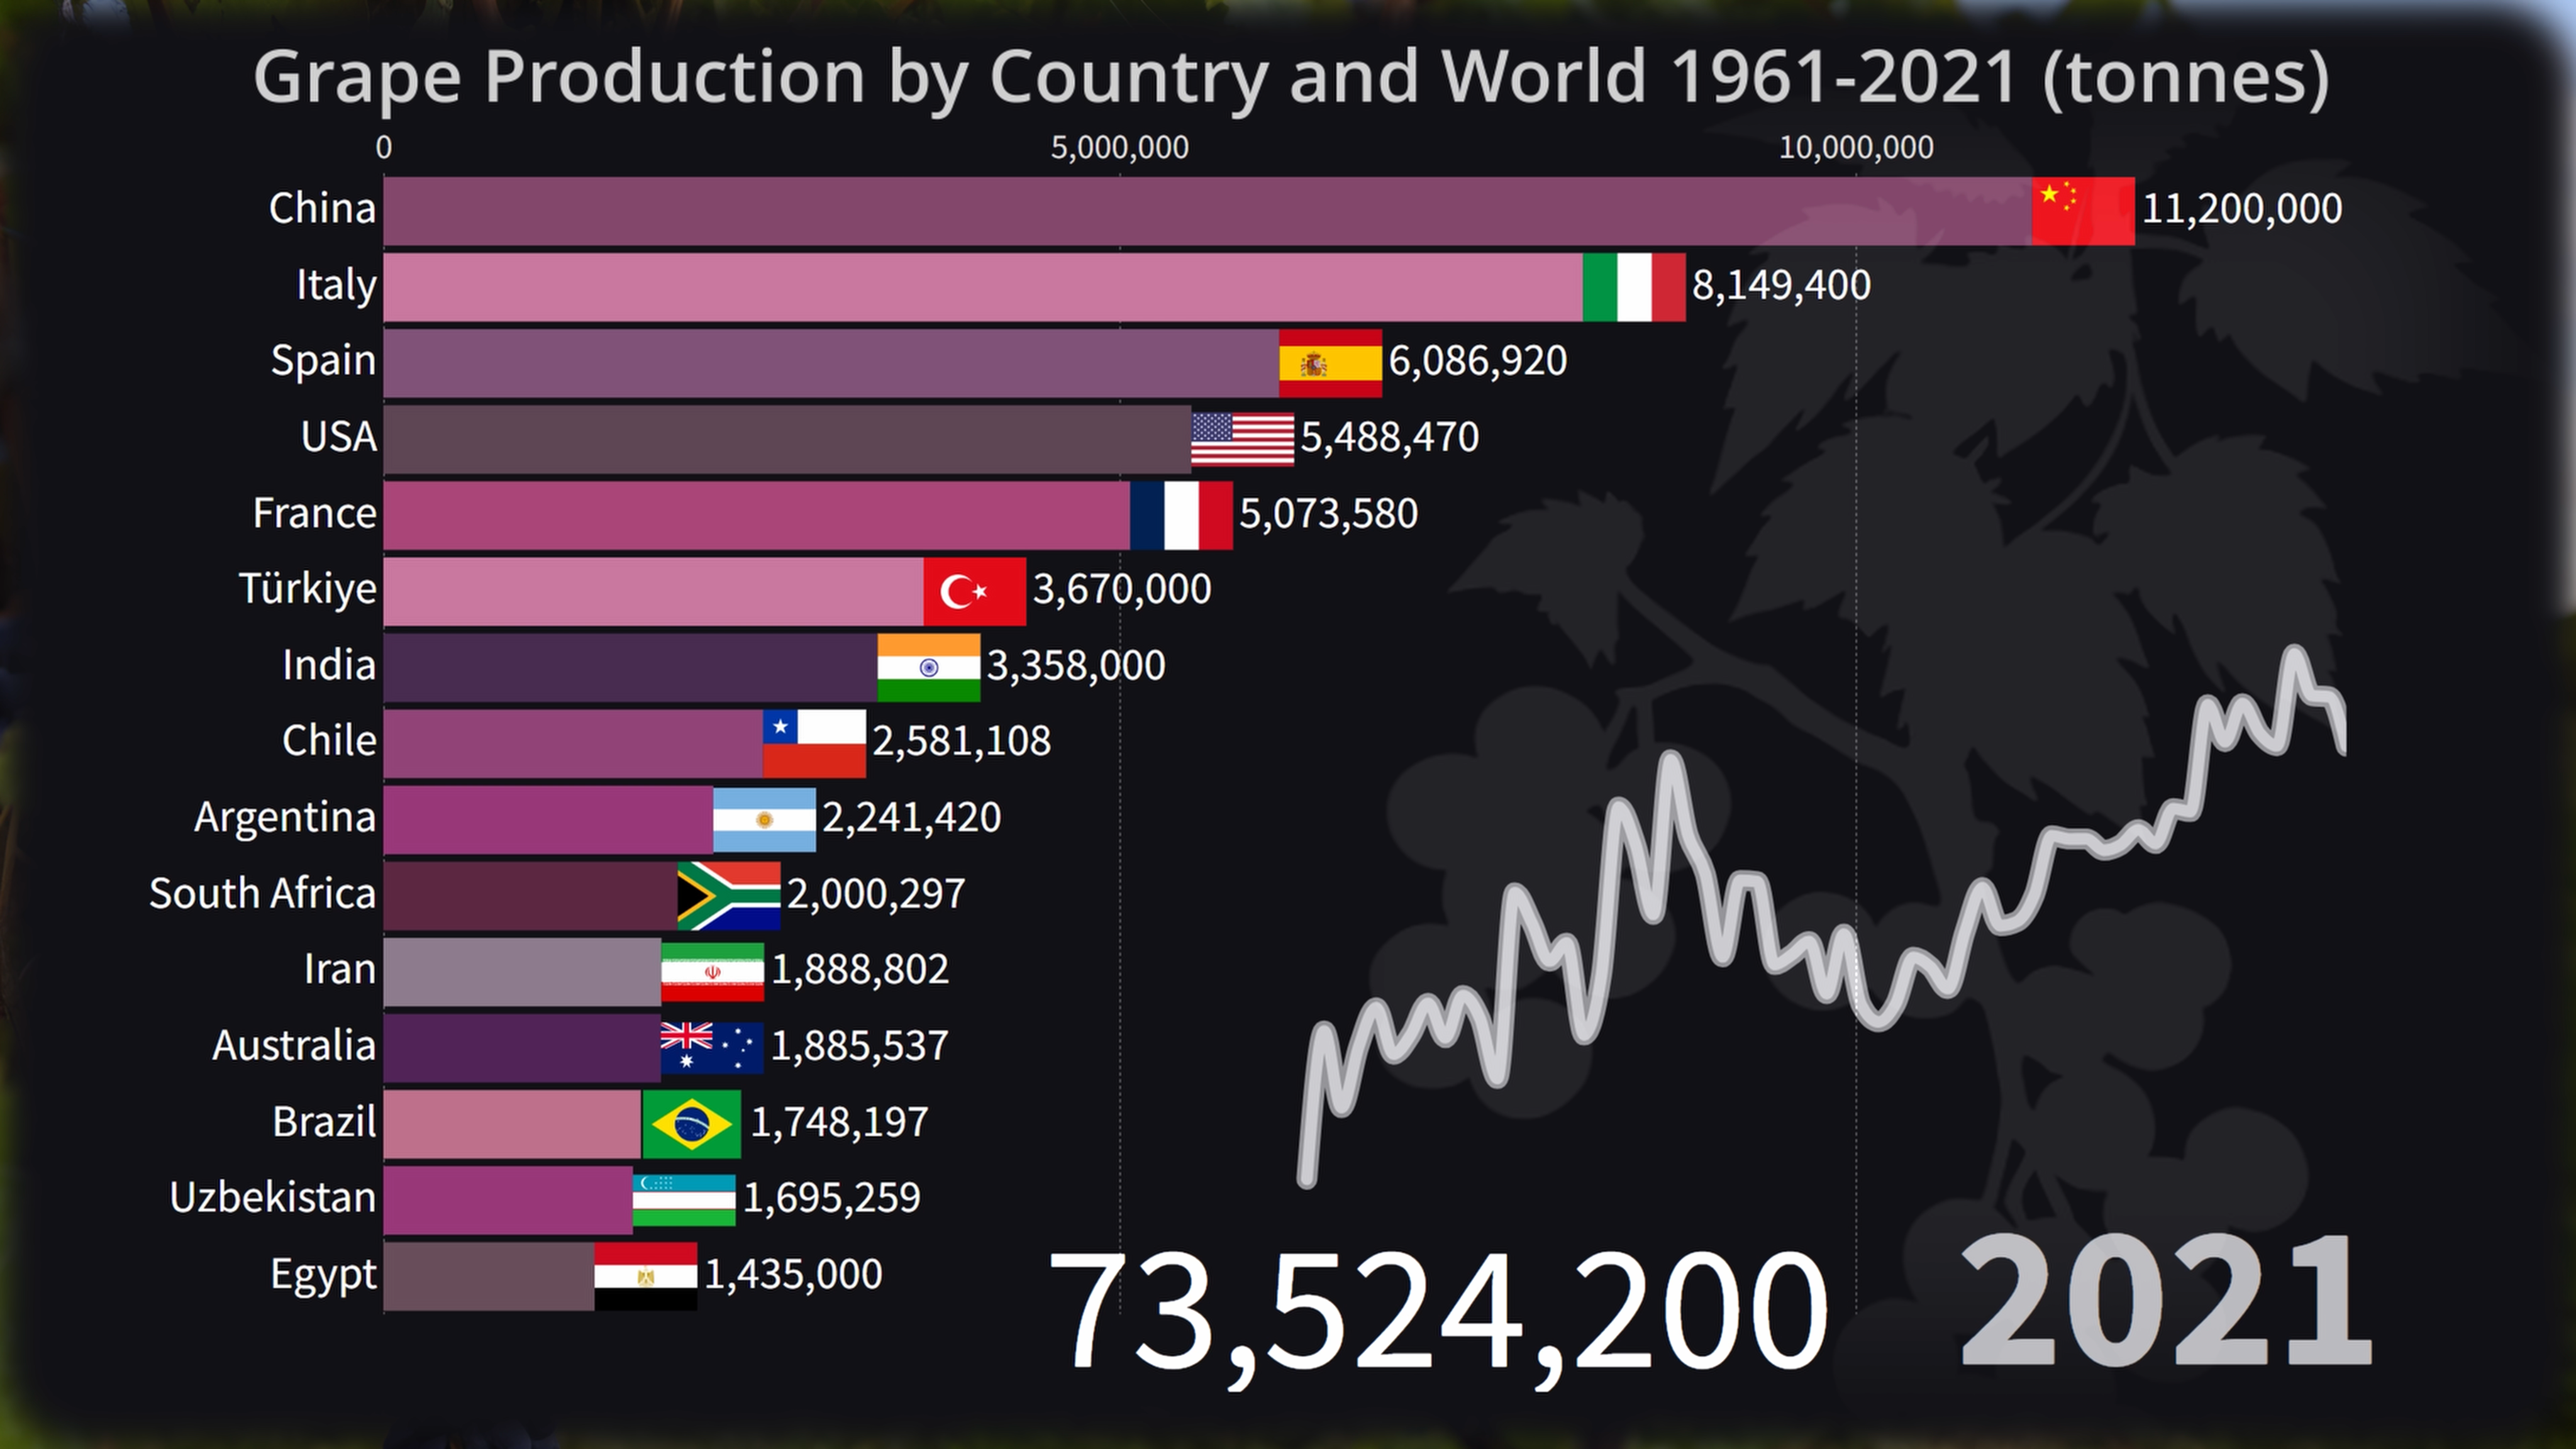 Grape Production by Country and World 1961-2021 (tonnes)
0 5,000,000 10,000,000
China 11,200,000
Italy 8,149,400
Spain 6,086,920
USA 5,488,470
France 5,073,580
Türkiye 3,670,000
India 3,358,000
Chile 2,581,108
Argentina 2,241,420
South Africa 2,000,297
Iran 1,888,802
Australia 1,885,537
Brazil 1,748,197
Uzbekistan 1,695,259
Egypt 1,435,000
73,524,200 2021